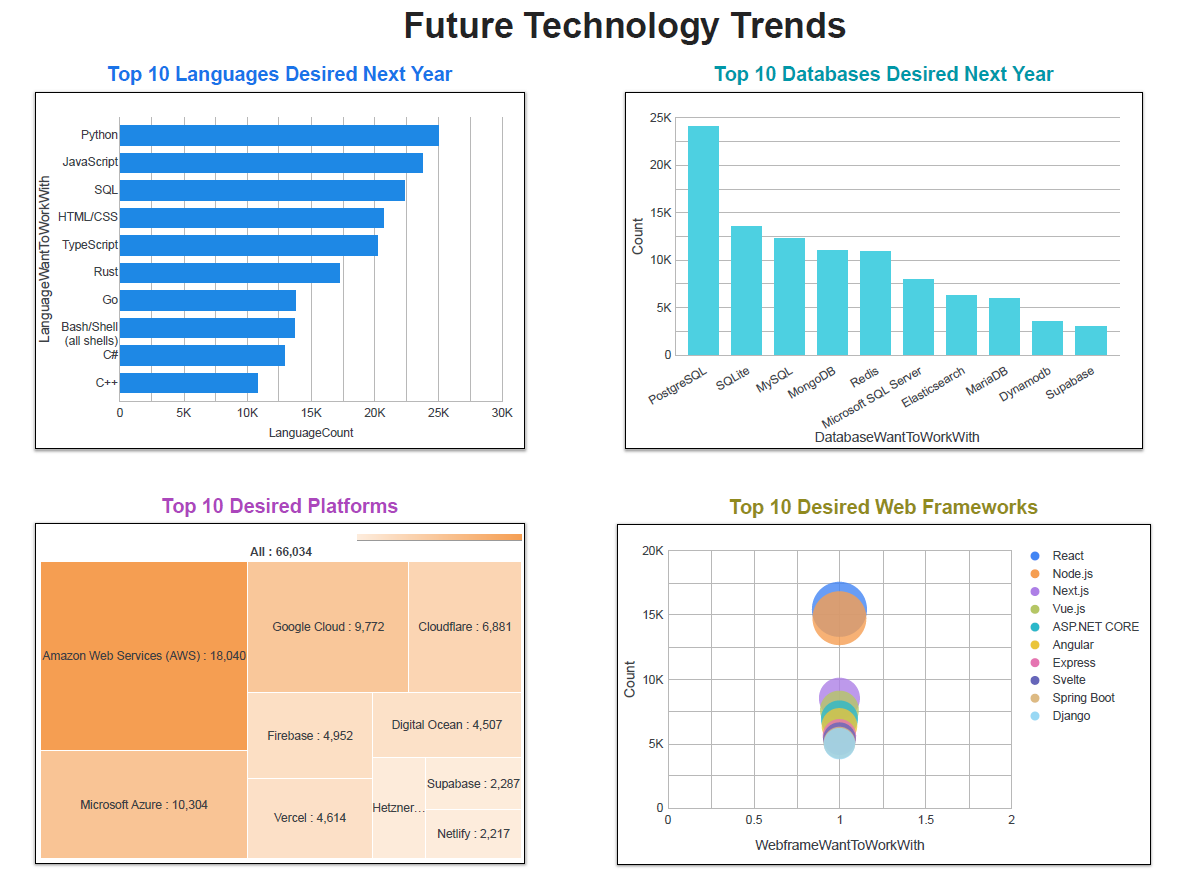 Future Technology Trends
Top 10 Languages Desired Next Year
LanguageWantToWorkWith
Python
JavaScript
SQL
HTML/CSS
TypeScript
Rust
Go
Bash/Shell
(all shells)
C#
C++
0 5K 10K 15K 20K 25K 30K
LanguageCount
Top 10 Databases Desired Next Year
Count
25K
20K
15K
10K
5K
0
PostgreSQL SQLite MySQL MongoDB Redis Microsoft SQL Server Elasticsearch MariaDB Dynamodb Supabase
DatabaseWantToWorkWith
Top 10 Desired Platforms
All : 66,034
Amazon Web Services (AWS) : 18,040
Microsoft Azure : 10,304
Google Cloud : 9,772
Cloudflare : 6,881
Firebase : 4,952
Vercel : 4,614
Digital Ocean : 4,507
Hetzner...
Supabase : 2,287
Netlify : 2,217
Top 10 Desired Web Frameworks
Count
20K
15K
10K
5K
0
0 0.5 1 1.5 2
WebframeWantToWorkWith
React
Node.js
Next.js
Vue.js
ASP.NET CORE
Angular
Express
Svelte
Spring Boot
Django